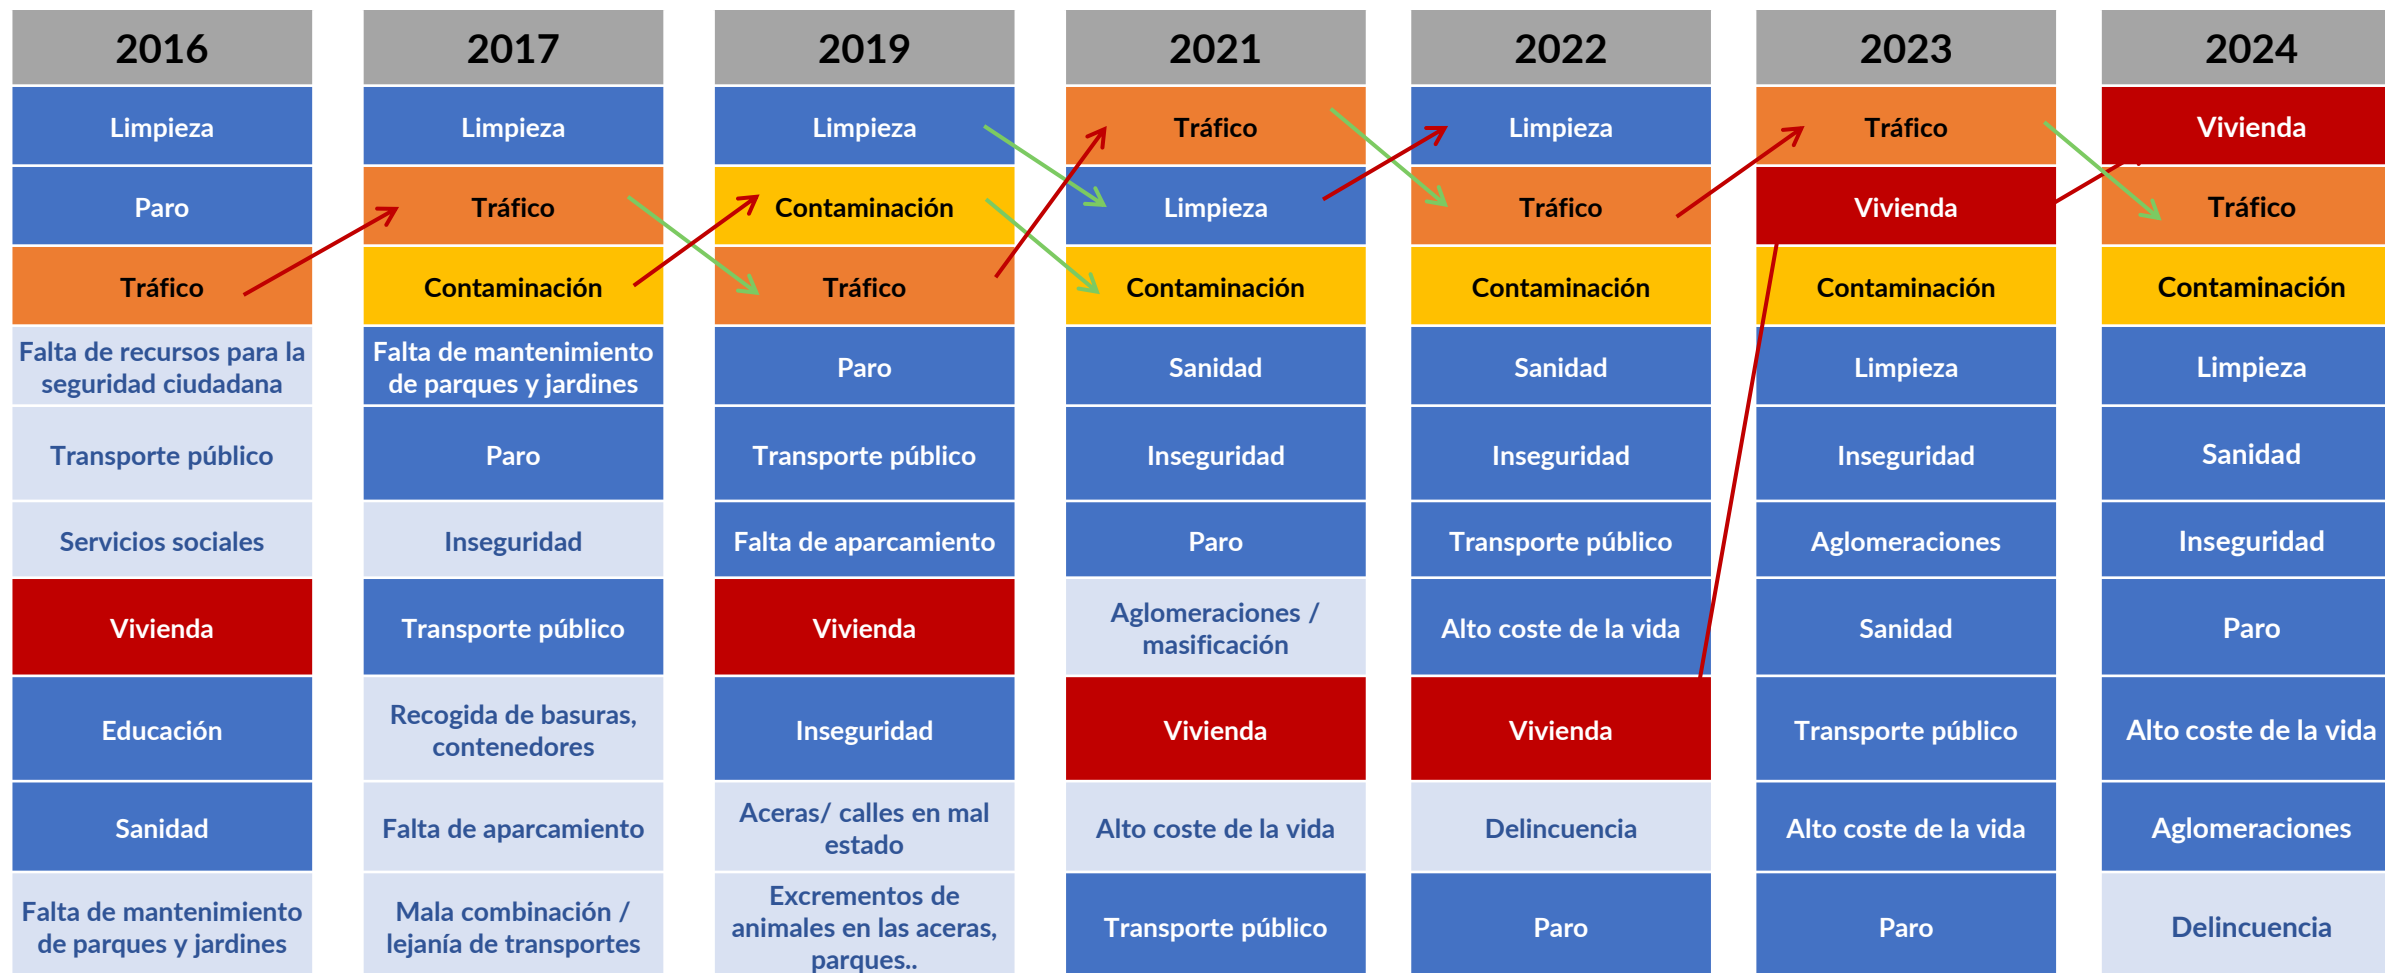 2016
Limpieza
Paro
Tráfico
Falta de recursos para la
seguridad ciudadana
Transporte público
Servicios sociales
Vivienda
Educación
Sanidad
Falta de mantenimiento
de parques y jardines
2017
Limpieza
Tráfico
Contaminación
Falta de mantenimiento
de parques y jardines
Paro
Inseguridad
Transporte público
Recogida de basuras,
contenedores
Falta de aparcamiento
Mala combinación /
lejanía de transportes
2019
Limpieza
Contaminación
Tráfico
Paro
Transporte público
Falta de aparcamiento
Vivienda
Inseguridad
Aceras/ calles en mal
estado
Excrementos de
animales en las aceras,
parques..
2021
Tráfico
Limpieza
Contaminación
Sanidad
Inseguridad
Paro
Aglomeraciones /
masificación
Vivienda
Alto coste de la vida
Transporte público
2022
Limpieza
Tráfico
Contaminación
Sanidad
Inseguridad
Transporte público
Alto coste de la vida
Vivienda
Delincuencia
Paro
2023
Tráfico
Vivienda
Contaminación
Limpieza
Inseguridad
Aglomeraciones
Sanidad
Transporte público
Alto coste de la vida
Paro
2024
Vivienda
Tráfico
Contaminación
Limpieza
Sanidad
Inseguridad
Paro
Alto coste de la vida
Aglomeraciones
Delincuencia